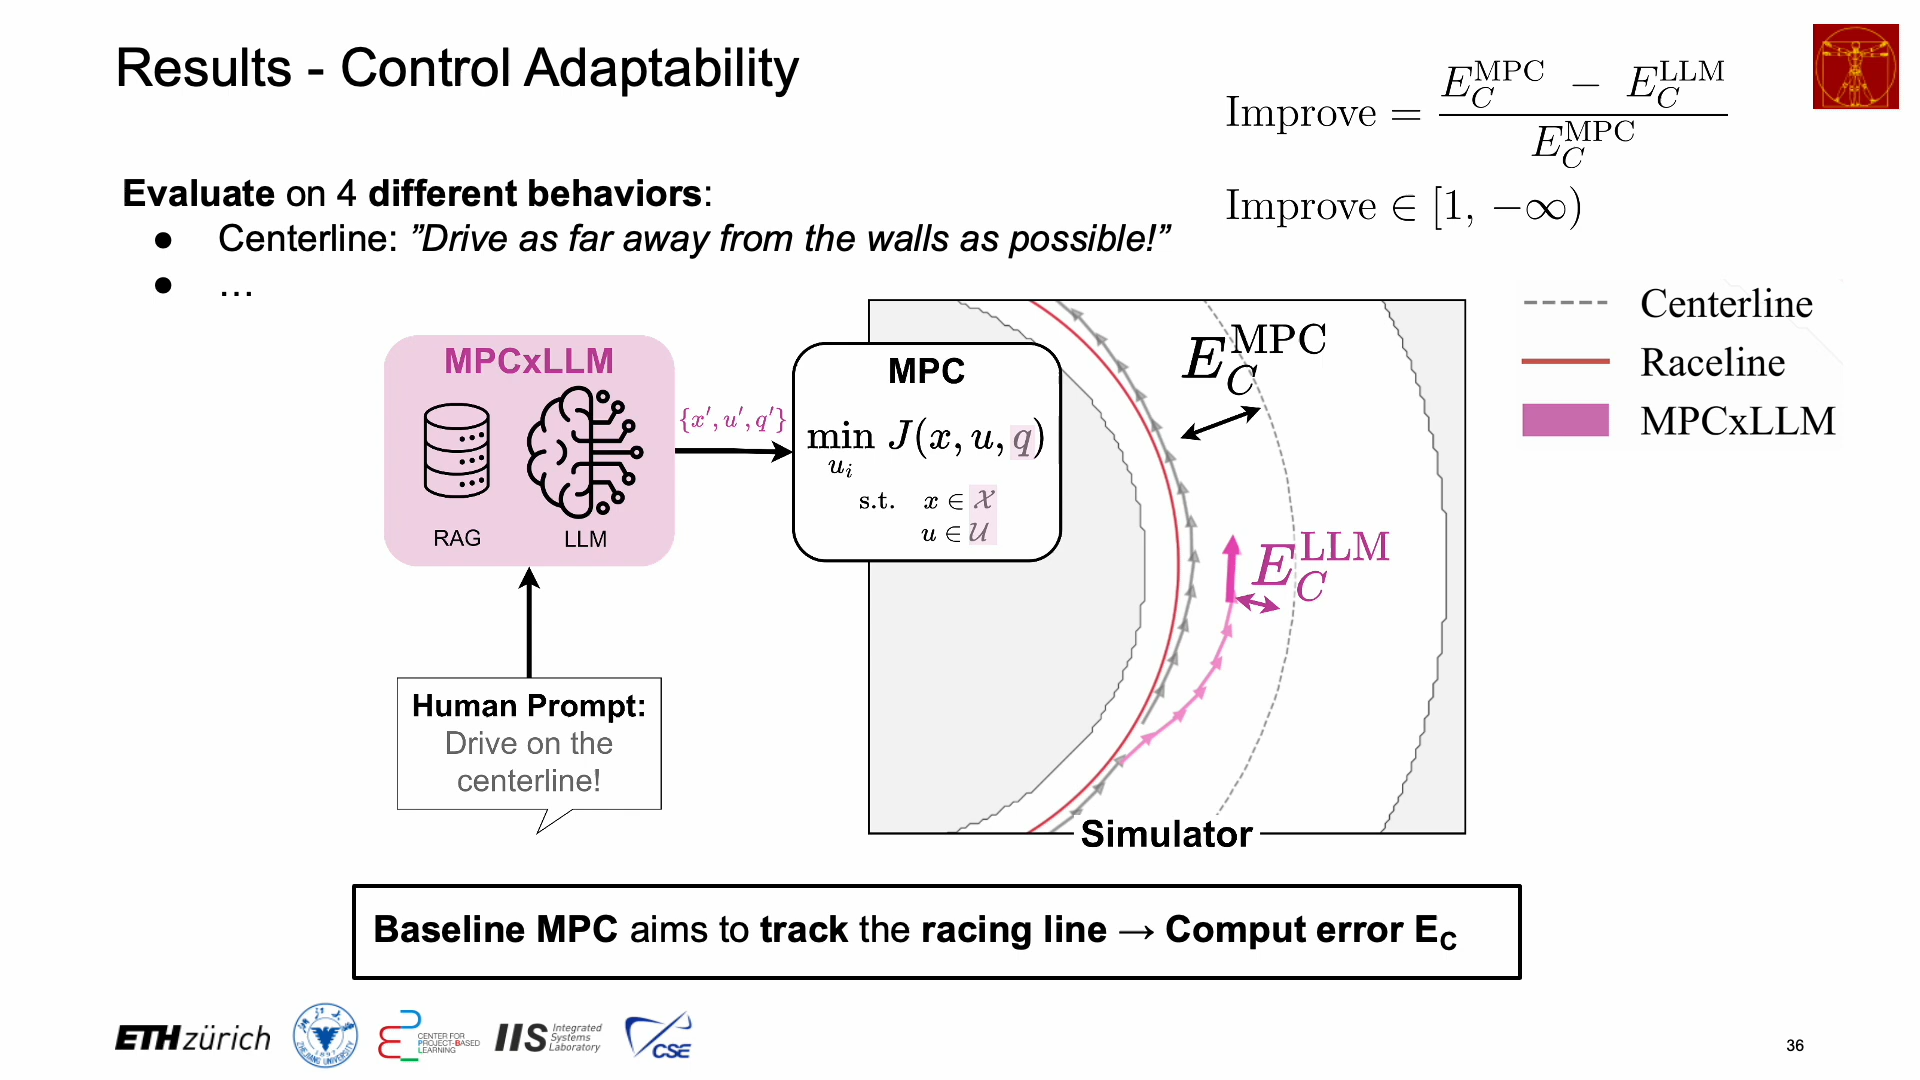 Results - Control Adaptability
Improve = (E_C^MPC − E_C^LLM) / E_C^MPC
Improve ∈ [1, −∞)
Evaluate on 4 different behaviors:
● Centerline: ”Drive as far away from the walls as possible!”
● …
MPCxLLM
RAG LLM
{x′, u′, q′}
MPC
min J(x, u, q)
u_i
s.t. x ∈ 𝒳
u ∈ 𝒰
E_C^MPC
E_C^LLM
Centerline
Raceline
MPCxLLM
Human Prompt:
Drive on the
centerline!
Simulator
Baseline MPC aims to track the racing line → Comput error E_C
ETH zürich
CENTER FOR
PROJECT-BASED
LEARNING
IIS Integrated
Systems
Laboratory
CSE
36